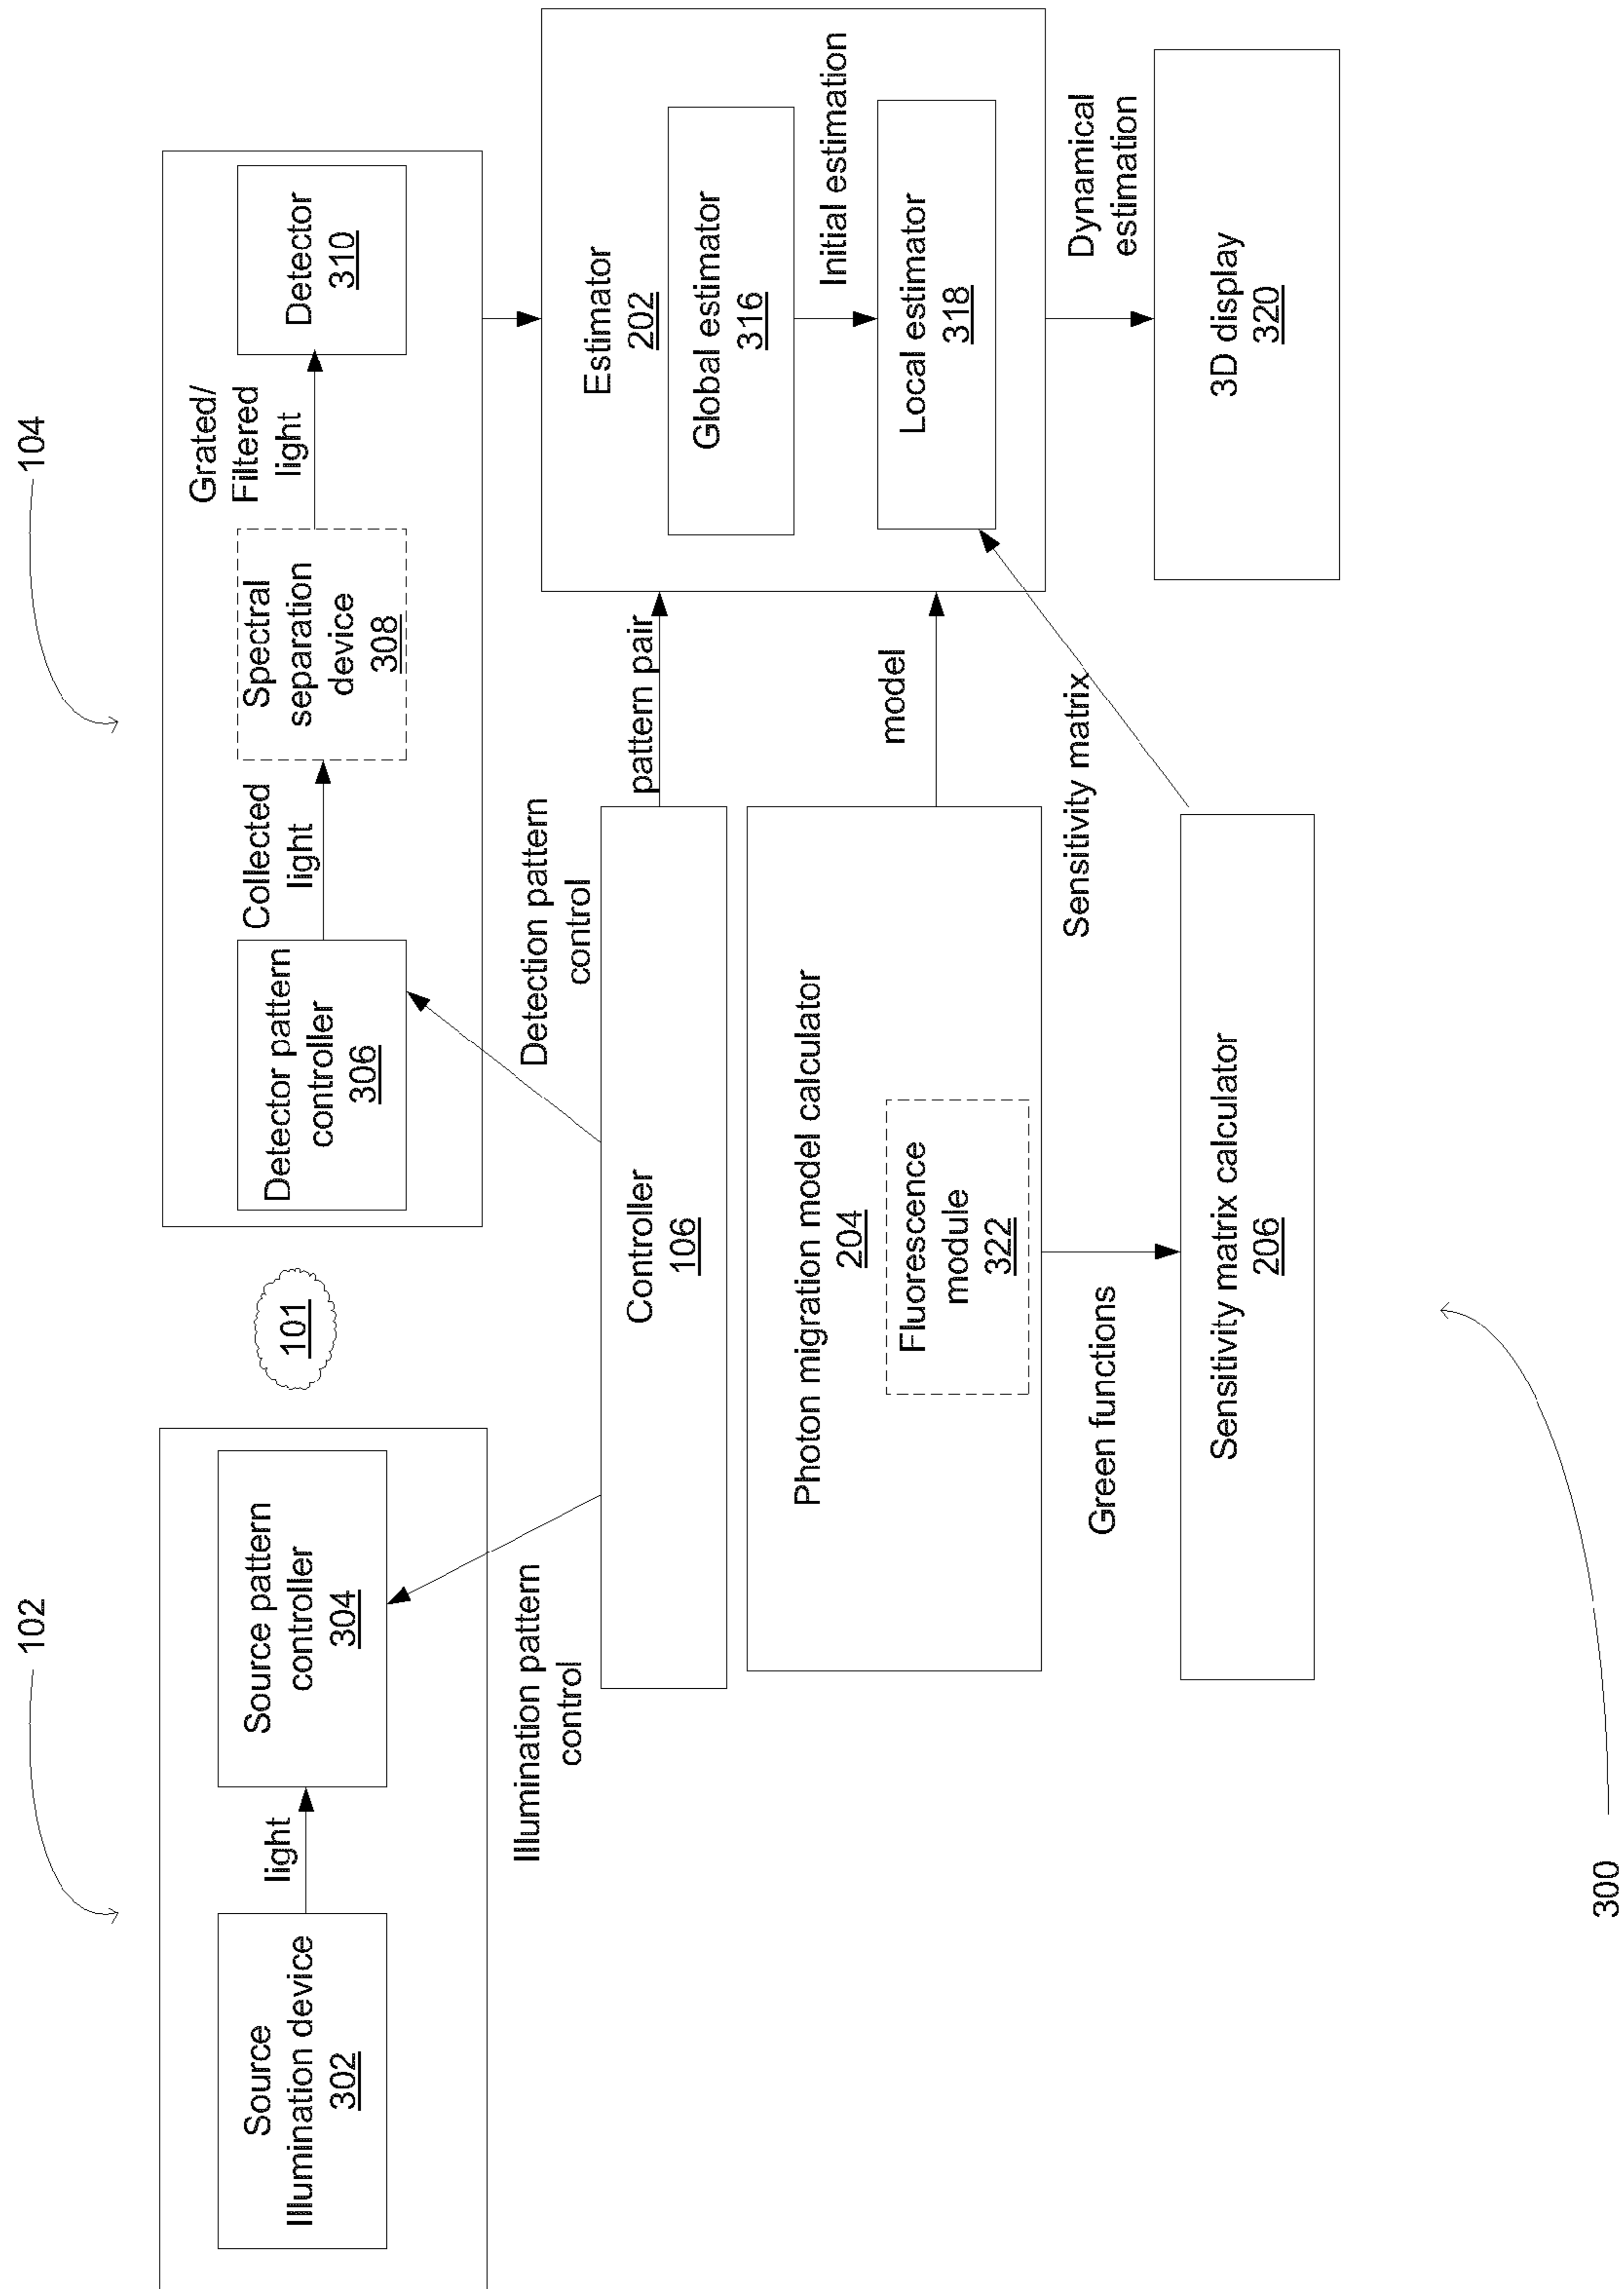 102
104
Source
Illumination device
302
light
Source pattern
controller
304
101
Detector pattern
controller
306
Collected
light
Spectral
separation
device
308
Grated/
Filtered
light
Detector
310
Illumination pattern
control
Detection pattern
control
Controller
106
pattern pair
Estimator
202
Global estimator
316
Initial estimation
Local estimator
318
Photon migration model calculator
204
Fluorescence
module
322
model
Green functions
Sensitivity matrix
Sensitivity matrix calculator
206
Dynamical
estimation
3D display
320
300